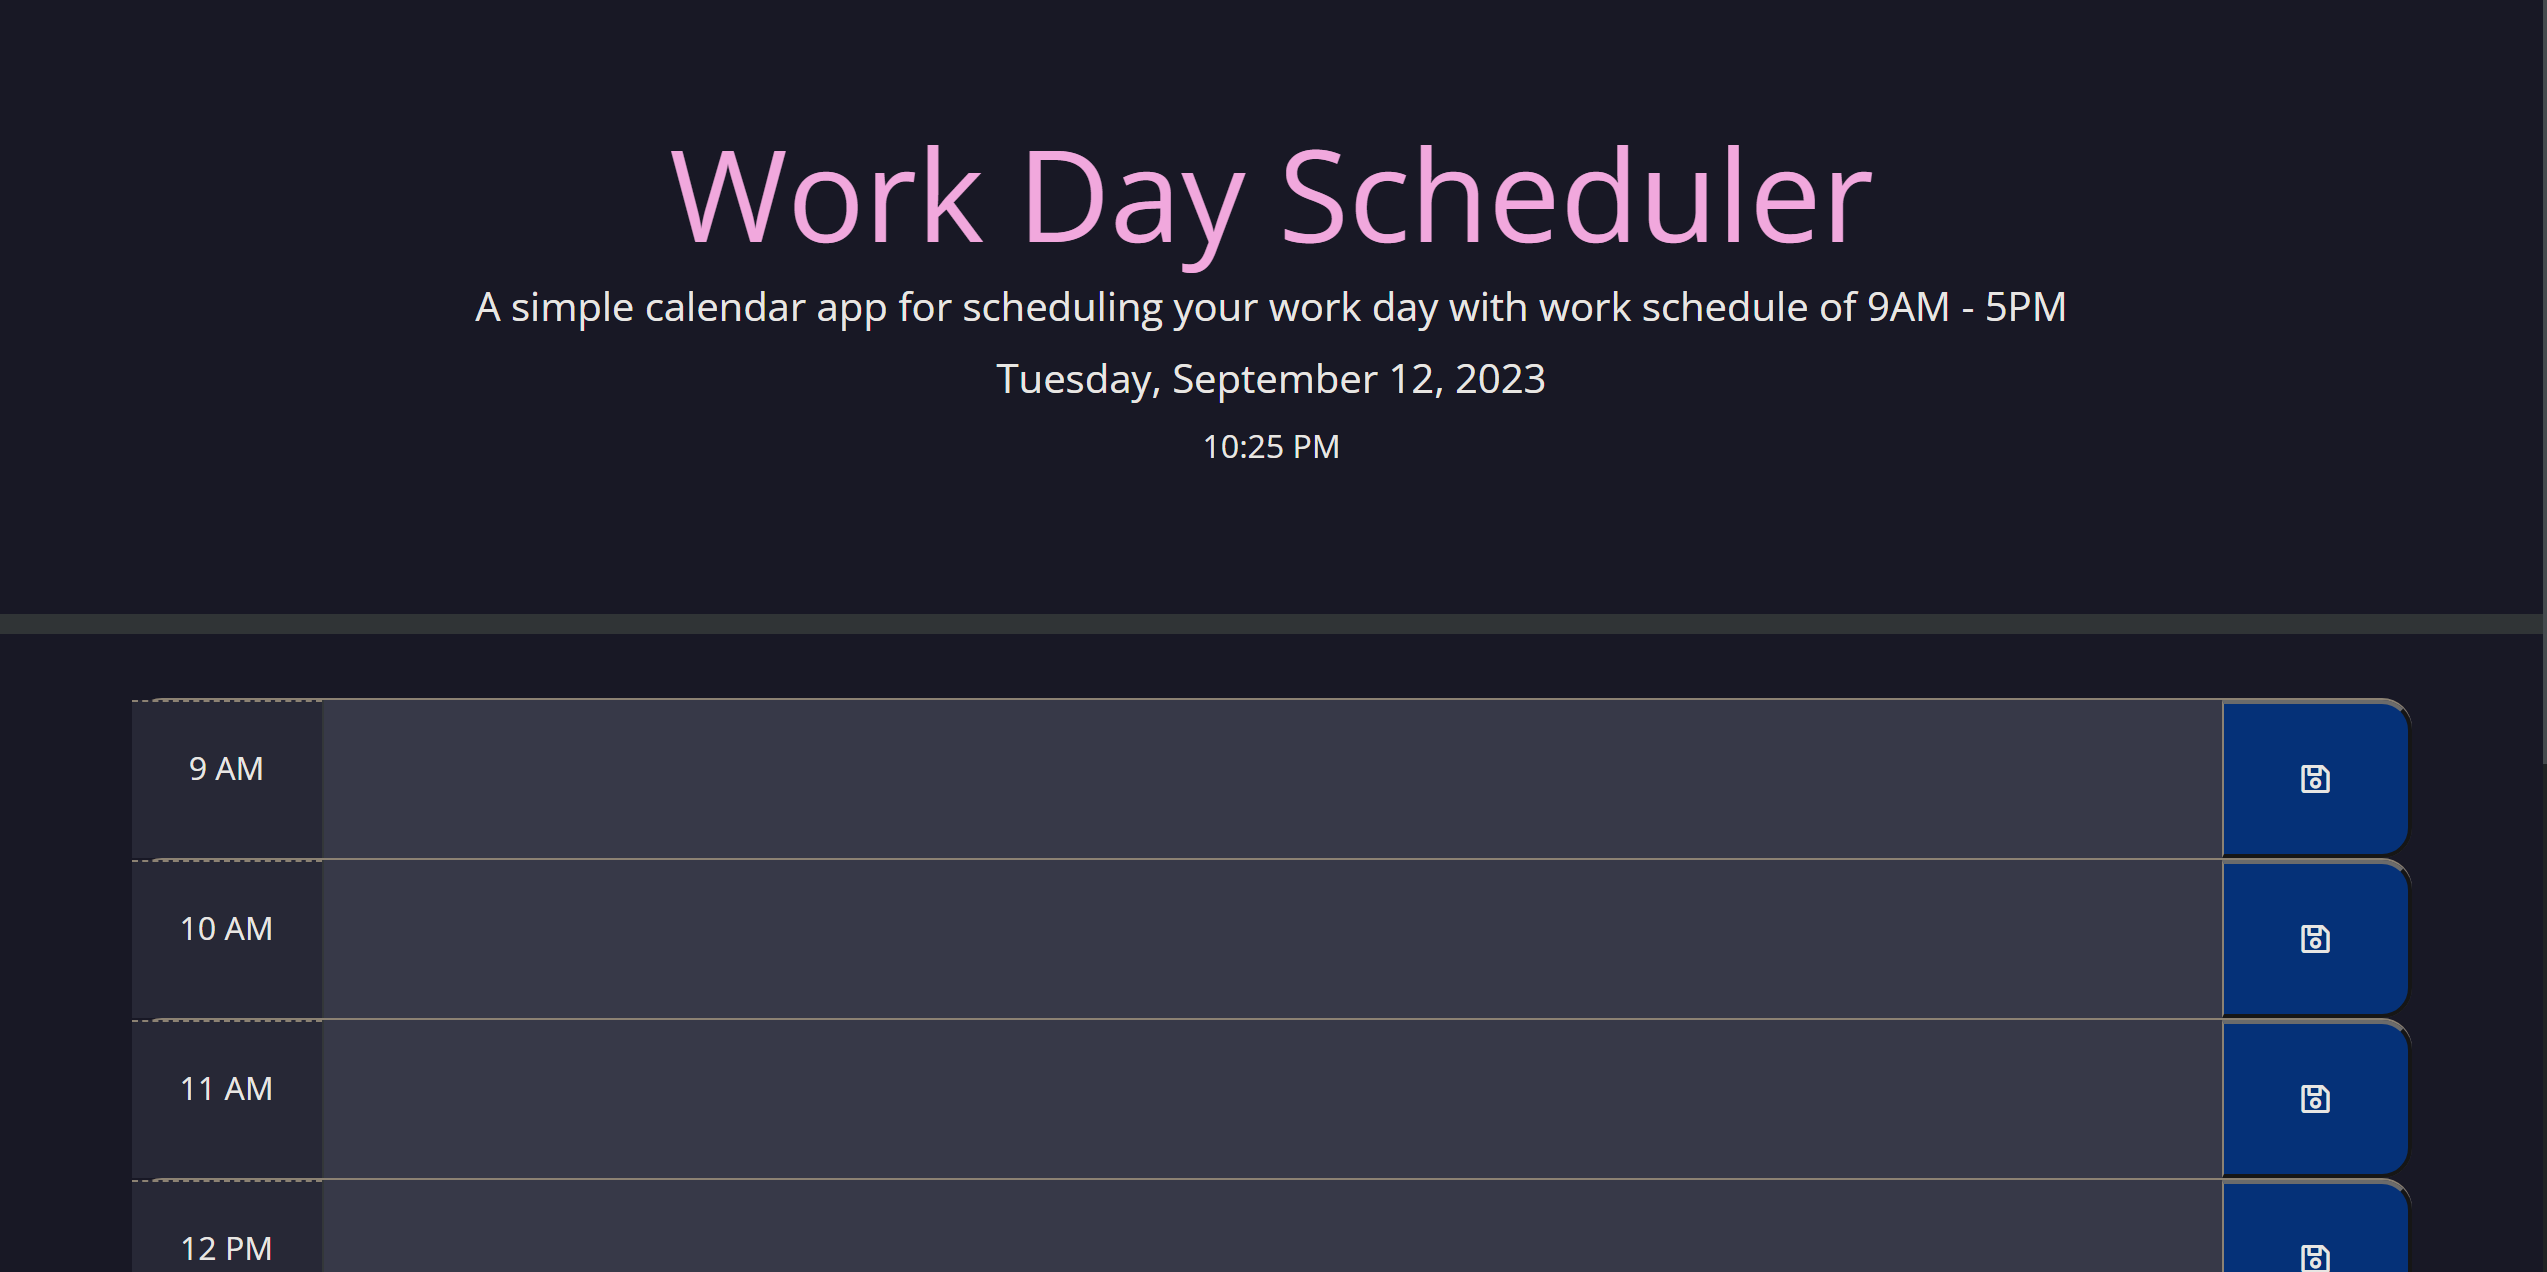 Work Day Scheduler
A simple calendar app for scheduling your work day with work schedule of 9AM - 5PM
Tuesday, September 12, 2023
10:25 PM
9 AM
10 AM
11 AM
12 PM